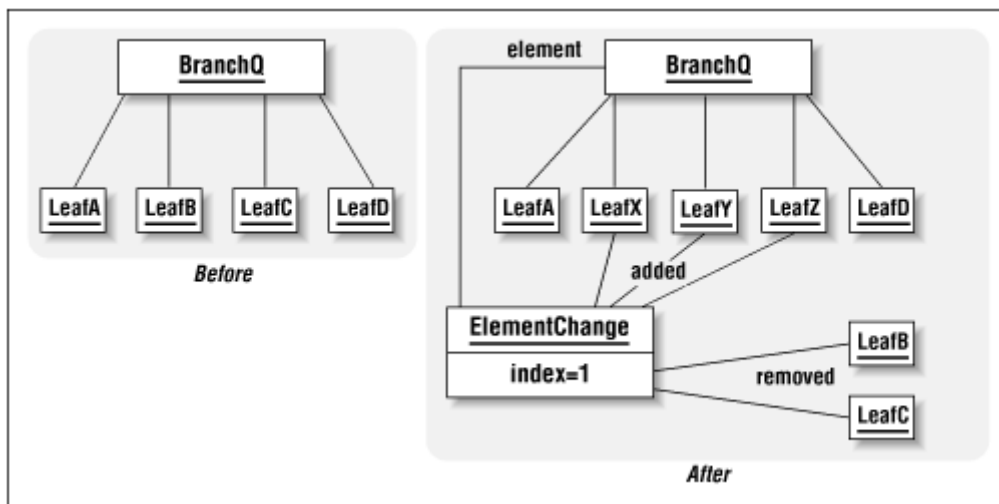 BranchQ
LeafA LeafB LeafC LeafD
Before
element
BranchQ
LeafA LeafX LeafY LeafZ LeafD
added
ElementChange
index=1
LeafB
removed
LeafC
After